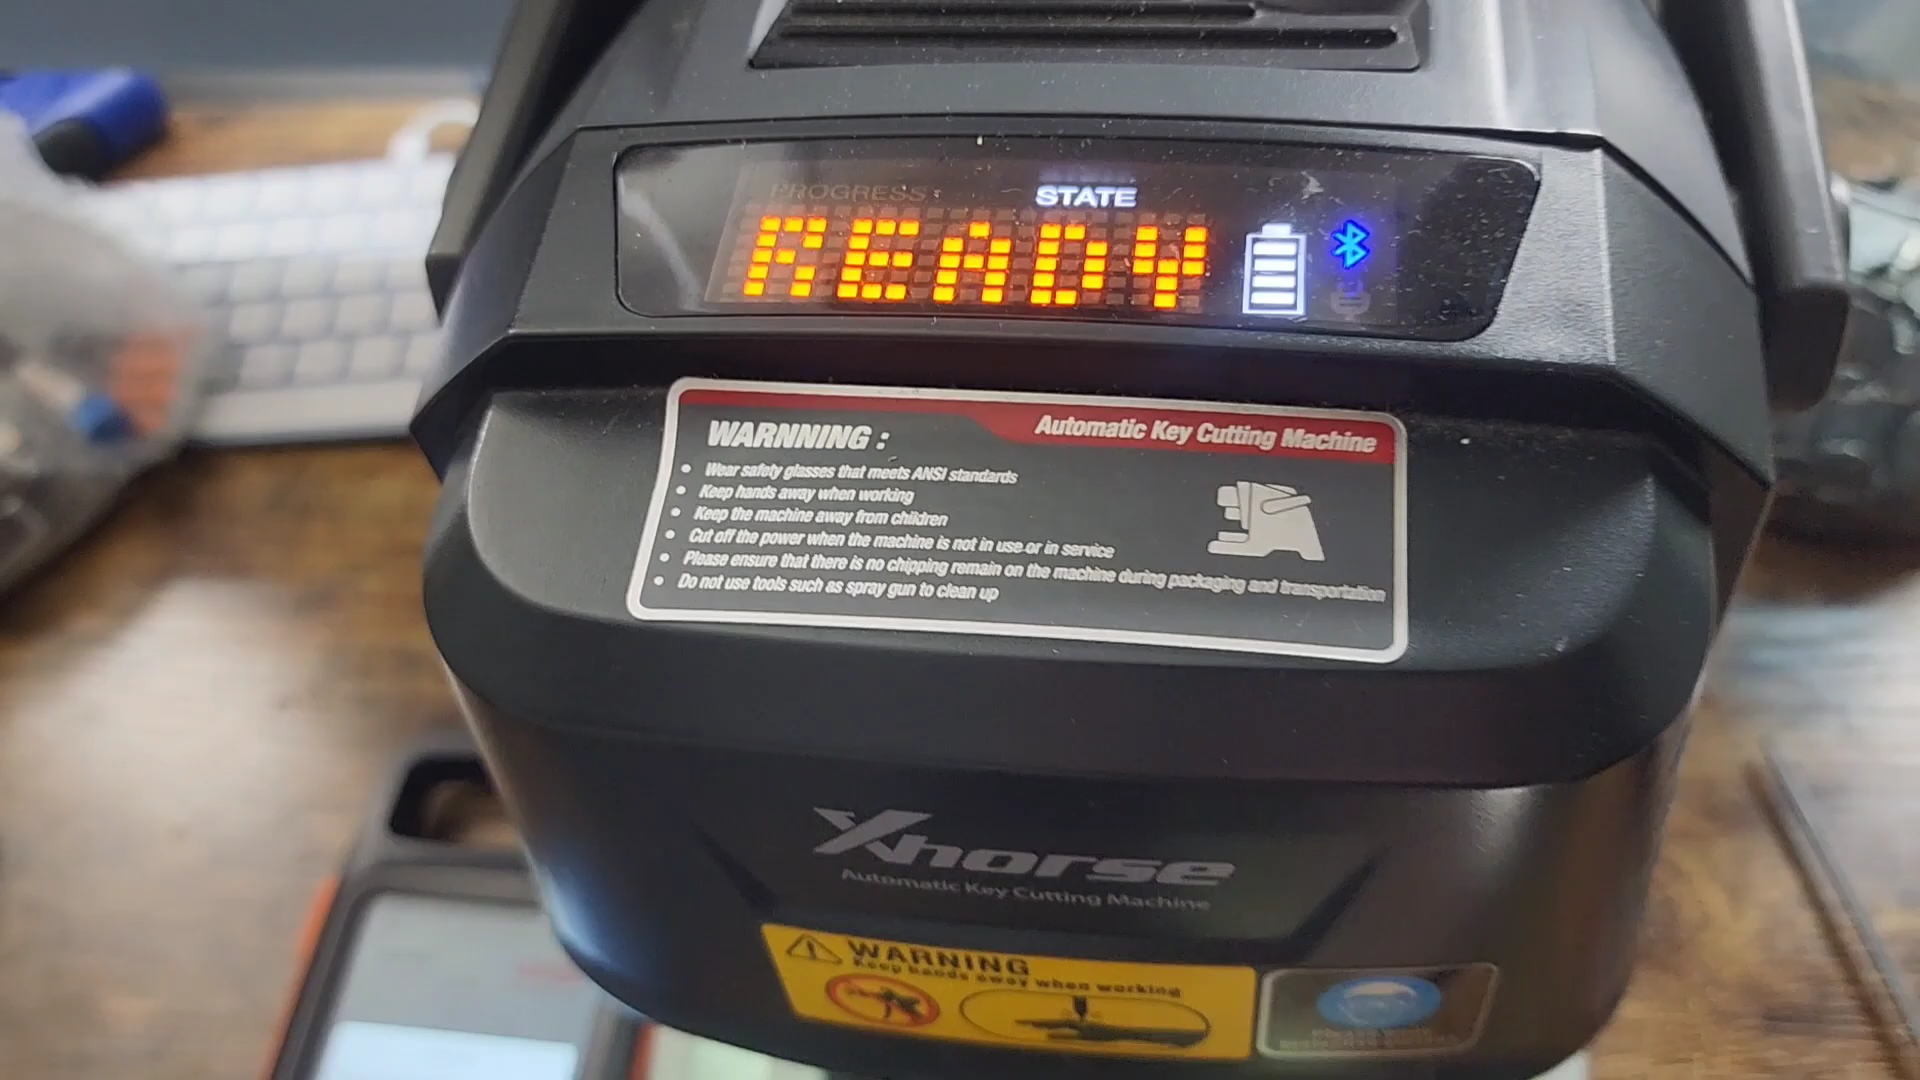 PROGRESS:
STATE
READY
Automatic Key Cutting Machine
WARNNING :
• Wear safety glasses that meets ANSI standards
• Keep hands away when working
• Keep the machine away from children
• Cut off the power when the machine is not in use or in service
• Please ensure that there is no chipping remain on the machine during packaging and transportation
• Do not use tools such as spray gun to clean up
Xhorse
Automatic Key Cutting Machine
WARNING
Keep hands away when working